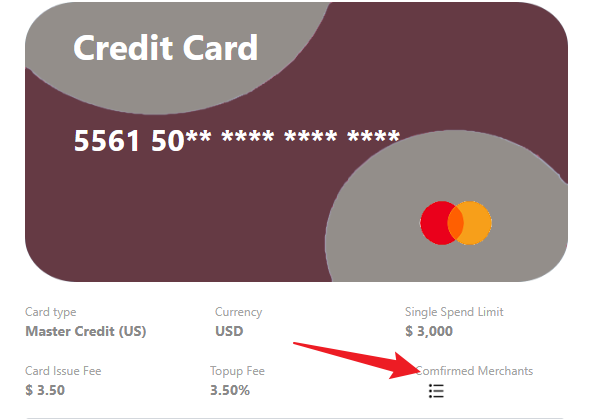 Credit Card
5561 50** **** **** ****
Card type
Master Credit (US)
Currency
USD
Single Spend Limit
$ 3,000
Card Issue Fee
$ 3.50
Topup Fee
3.50%
Comfirmed Merchants